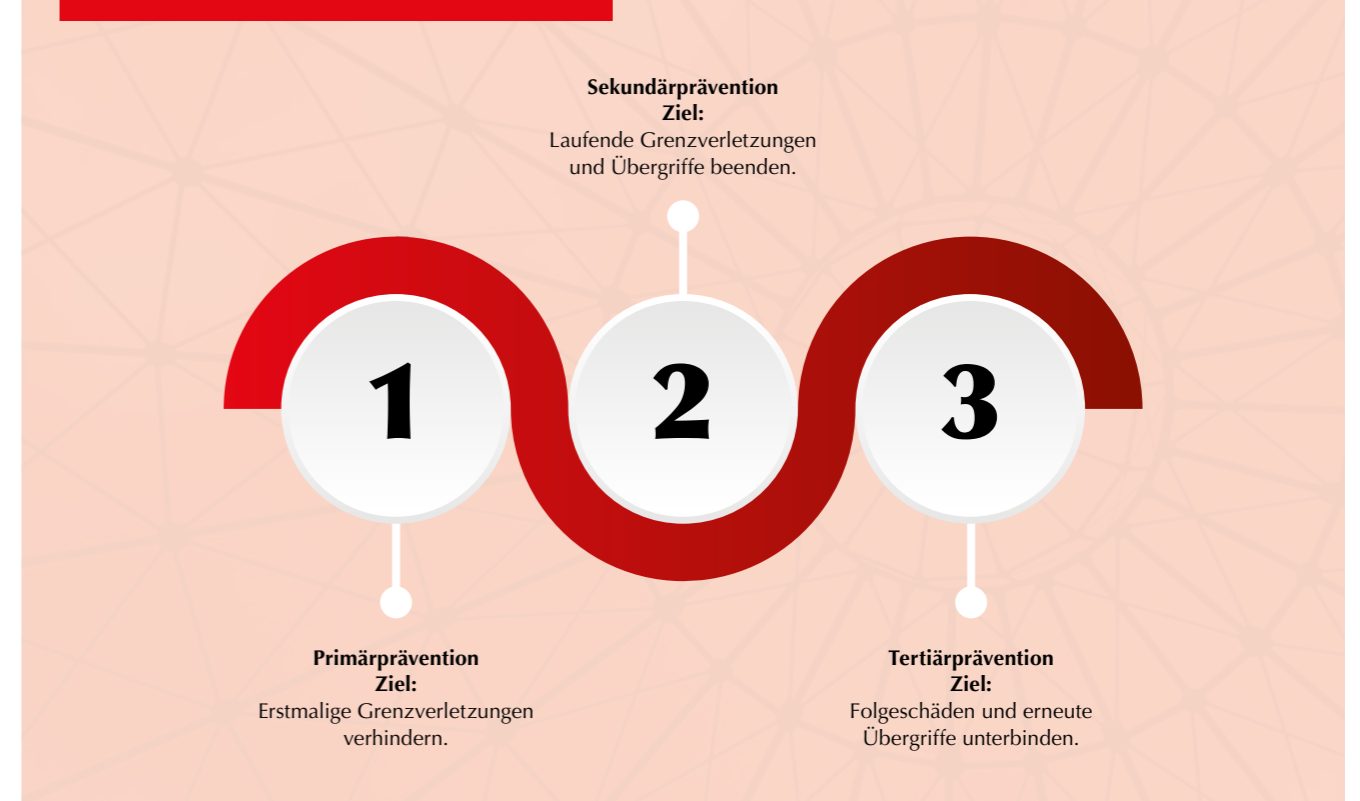 Sekundärprävention
Ziel:
Laufende Grenzverletzungen
und Übergriffe beenden.
1
2
3
Primärprävention
Ziel:
Erstmalige Grenzverletzungen
verhindern.
Tertiärprävention
Ziel:
Folgeschäden und erneute
Übergriffe unterbinden.